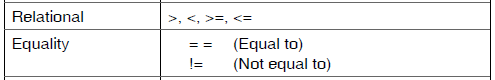 Relational >, <, >=, <=
Equality = = (Equal to)
!= (Not equal to)